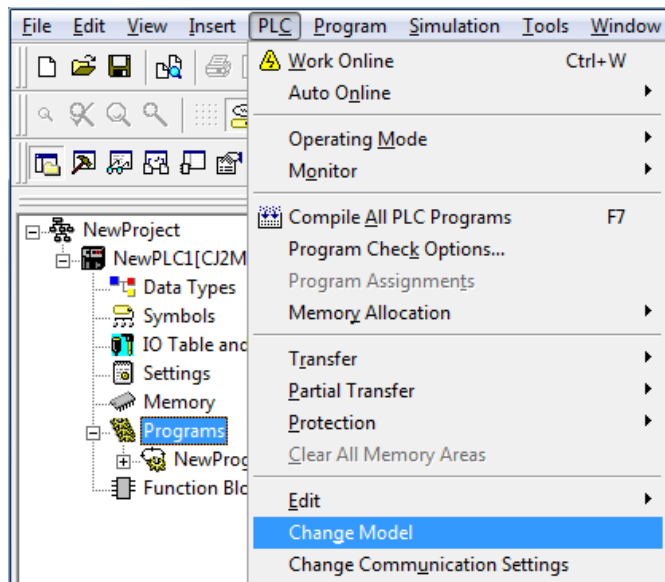 File Edit View Insert PLC Program Simulation Tools Window
Work Online Ctrl+W
Auto Online
Operating Mode
Monitor
Compile All PLC Programs F7
Program Check Options...
Program Assignments
Memory Allocation
Transfer
Partial Transfer
Protection
Clear All Memory Areas
Edit
Change Model
Change Communication Settings
NewProject
NewPLC1[CJ2M
Data Types
Symbols
IO Table and
Settings
Memory
Programs
NewProg
Function Blo